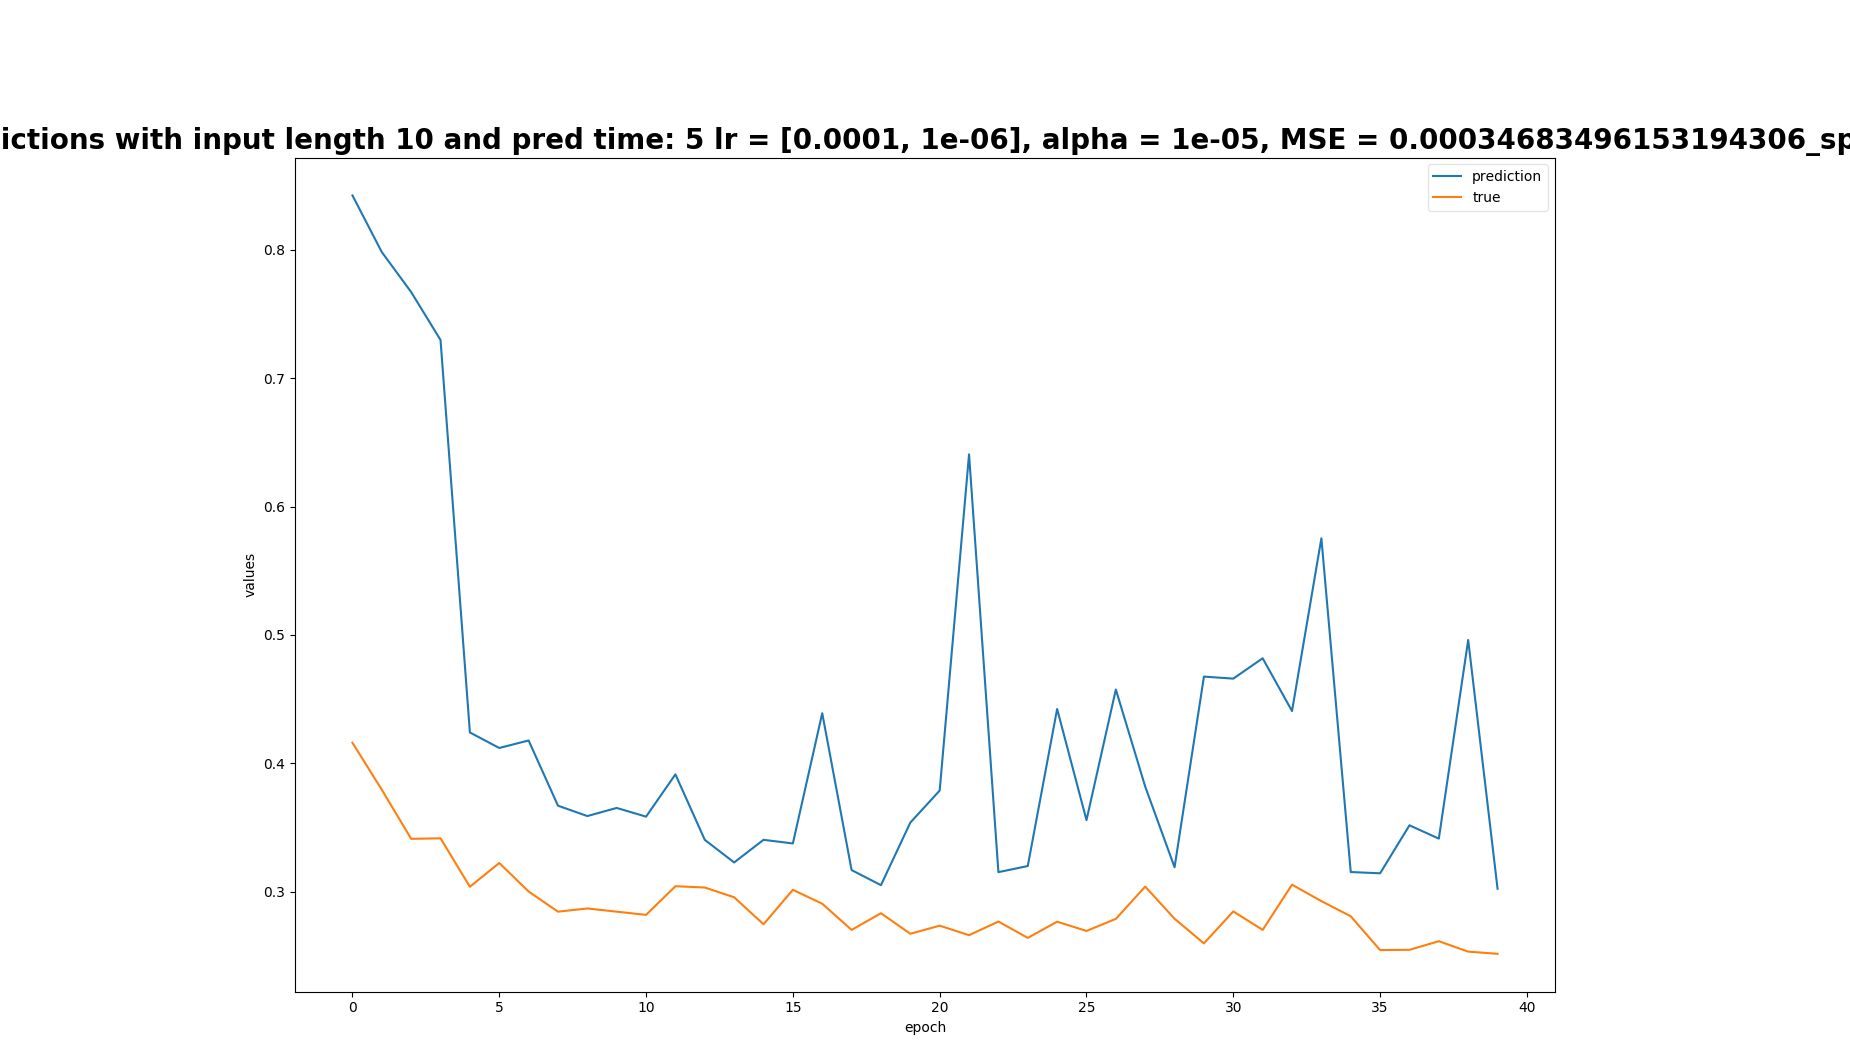 ictions with input length 10 and pred time: 5 lr = [0.0001, 1e-06], alpha = 1e-05, MSE = 0.00034683496153194306_sp
prediction
true
0.8
0.7
0.6
0.5
0.4
0.3
values
0 5 10 15 20 25 30 35 40
epoch